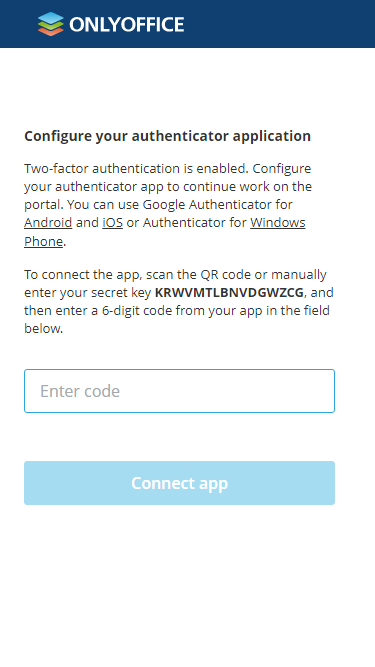 ONLYOFFICE
Configure your authenticator application
Two-factor authentication is enabled. Configure
your authenticator app to continue work on the
portal. You can use Google Authenticator for
Android and iOS or Authenticator for Windows
Phone.
To connect the app, scan the QR code or manually
enter your secret key KRWVMTLBNVDGWZCG, and
then enter a 6-digit code from your app in the field
below.
Enter code
Connect app